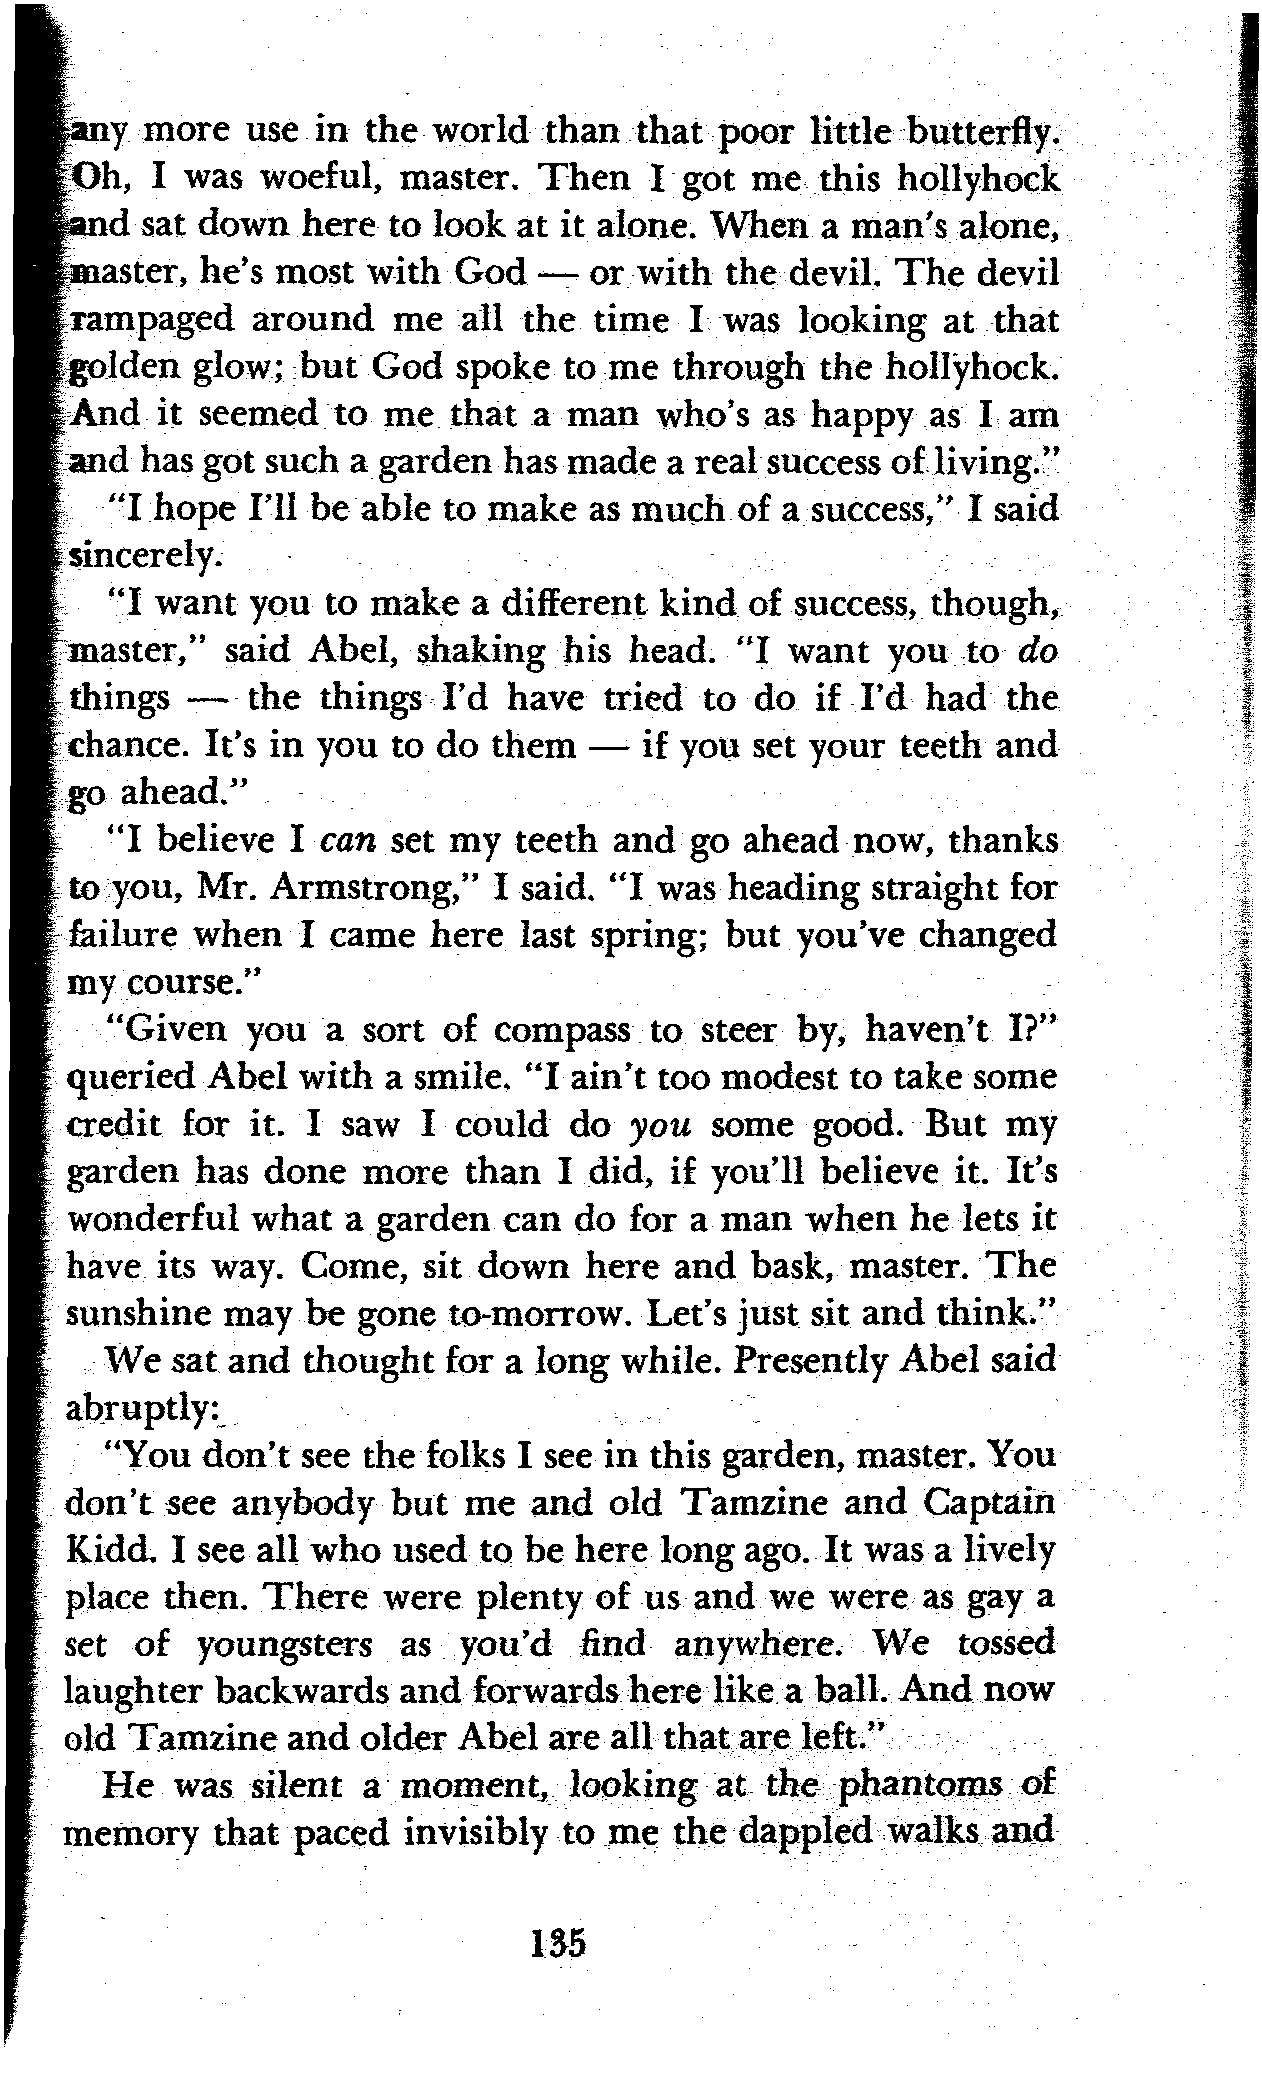 any more use in the world than that poor little butterfly.
Oh, I was woeful, master. Then I got me this hollyhock
and sat down here to look at it alone. When a man's alone,
master, he's most with God — or with the devil. The devil
rampaged around me all the time I was looking at that
golden glow; but God spoke to me through the hollyhock.
And it seemed to me that a man who's as happy as I am
and has got such a garden has made a real success of living."
"I hope I'll be able to make as much of a success," I said
sincerely.
"I want you to make a different kind of success, though,
master," said Abel, shaking his head. "I want you to do
things — the things I'd have tried to do if I'd had the
chance. It's in you to do them — if you set your teeth and
go ahead."
"I believe I can set my teeth and go ahead now, thanks
to you, Mr. Armstrong," I said. "I was heading straight for
failure when I came here last spring; but you've changed
my course."
"Given you a sort of compass to steer by, haven't I?"
queried Abel with a smile. "I ain't too modest to take some
credit for it. I saw I could do you some good. But my
garden has done more than I did, if you'll believe it. It's
wonderful what a garden can do for a man when he lets it
have its way. Come, sit down here and bask, master. The
sunshine may be gone to-morrow. Let's just sit and think."
We sat and thought for a long while. Presently Abel said
abruptly:
"You don't see the folks I see in this garden, master. You
don't see anybody but me and old Tamzine and Captain
Kidd. I see all who used to be here long ago. It was a lively
place then. There were plenty of us and we were as gay a
set of youngsters as you'd find anywhere. We tossed
laughter backwards and forwards here like a ball. And now
old Tamzine and older Abel are all that are left."
He was silent a moment, looking at the phantoms of
memory that paced invisibly to me the dappled walks and
135